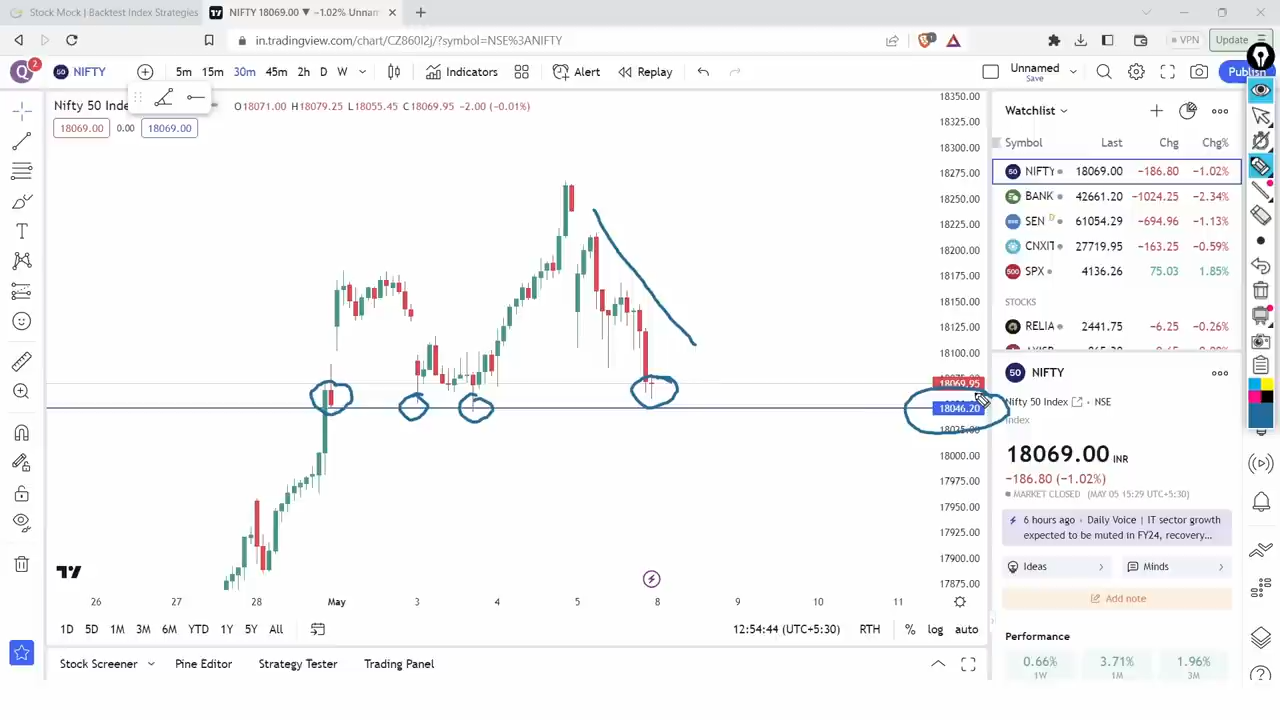 Stock Mock | Backtest Index Strategies
NIFTY 18069.00 ▼ −1.02% Unnam
in.tradingview.com/chart/CZ860I2j/?symbol=NSE%3ANIFTY
2
VPN
Update
Q
2
NIFTY
5m 15m 30m 45m 2h D W
Indicators
Alert
Replay
Unnamed
Save
Publish
Nifty 50 Inde
O18071.00 H18079.25 L18055.45 C18069.95 −2.00 (−0.01%)
18069.00 0.00 18069.00
18350.00
18325.00
18300.00
18275.00
18250.00
18225.00
18200.00
18175.00
18150.00
18125.00
18100.00
18069.95
18046.20
18025.00
18000.00
17975.00
17950.00
17925.00
17900.00
17875.00
26 27 28 May 3 4 5 8 9 10 11
1D 5D 1M 3M 6M YTD 1Y 5Y All
12:54:44 (UTC+5:30) RTH % log auto
Stock Screener Pine Editor Strategy Tester Trading Panel
Watchlist
Symbol Last Chg Chg%
50 NIFTY 18069.00 −186.80 −1.02%
BANK 42661.20 −1024.25 −2.34%
SEN D 61054.29 −694.96 −1.13%
CNXIT 27719.95 −163.25 −0.59%
500 SPX 4136.26 75.03 1.85%
STOCKS
RELIA 2441.75 −6.25 −0.26%
50 NIFTY
Nifty 50 Index • NSE
Index
18069.00 INR
−186.80 (−1.02%)
MARKET CLOSED (MAY 05 15:29 UTC+5:30)
6 hours ago • Daily Voice | IT sector growth
expected to be muted in FY24, recovery...
Ideas
Minds
Add note
Performance
0.66% 3.71% 1.96%
1W 1M 3M